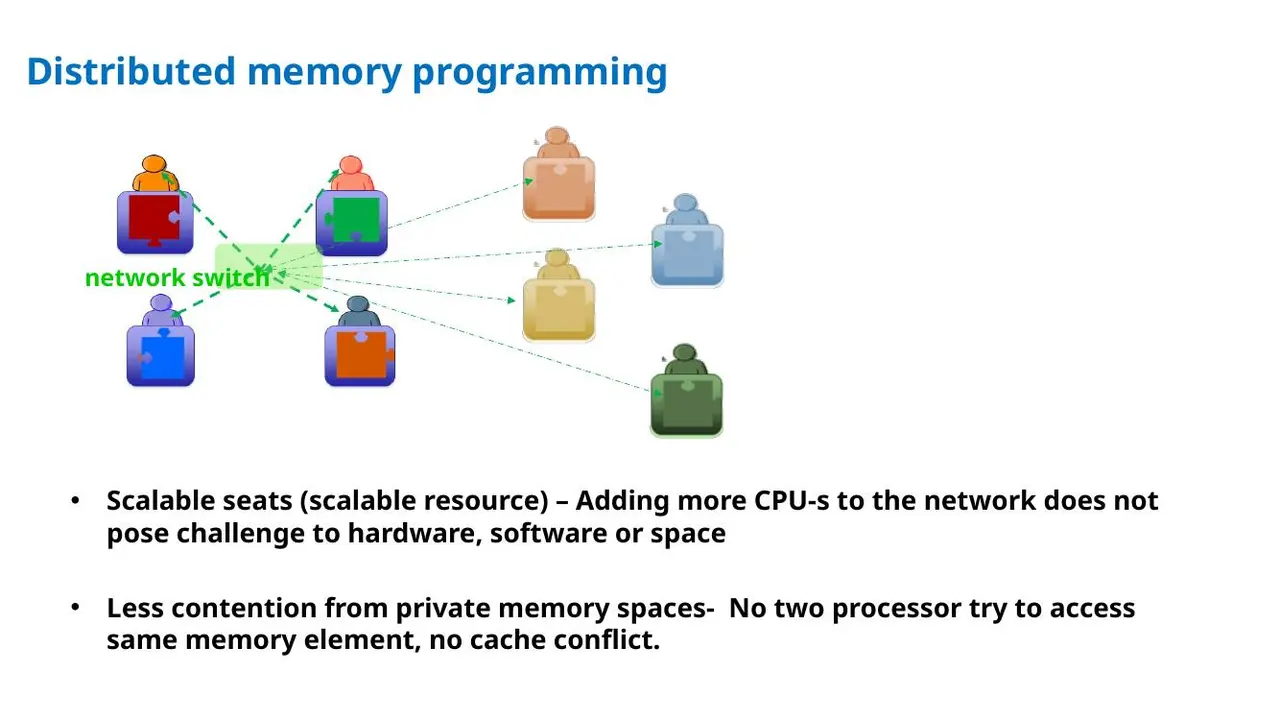 Distributed memory programming
network switch
• Scalable seats (scalable resource) – Adding more CPU-s to the network does not
pose challenge to hardware, software or space
• Less contention from private memory spaces- No two processor try to access
same memory element, no cache conflict.